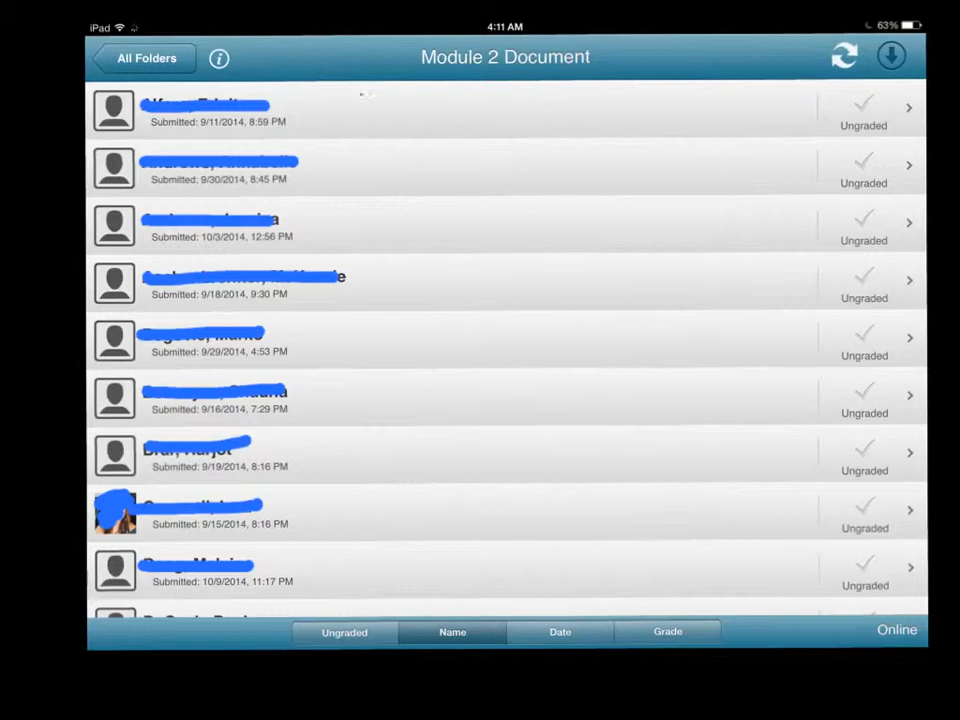 iPad 4:11 AM 63%
All Folders Module 2 Document
Submitted: 9/11/2014, 8:59 PM
Ungraded
Submitted: 9/30/2014, 8:45 PM
Ungraded
Submitted: 10/3/2014, 12:56 PM
Ungraded
Submitted: 9/18/2014, 9:30 PM
Ungraded
Submitted: 9/29/2014, 4:53 PM
Ungraded
Submitted: 9/16/2014, 7:29 PM
Ungraded
Submitted: 9/19/2014, 8:16 PM
Ungraded
Submitted: 9/15/2014, 8:16 PM
Ungraded
Submitted: 10/9/2014, 11:17 PM
Ungraded
Ungraded Name Date Grade Online